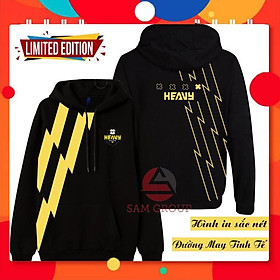 LIMITED EDITION
HEAVY
HEAVY
SAM GROUP
Hình in sắc nét
Đường May Tinh Tế